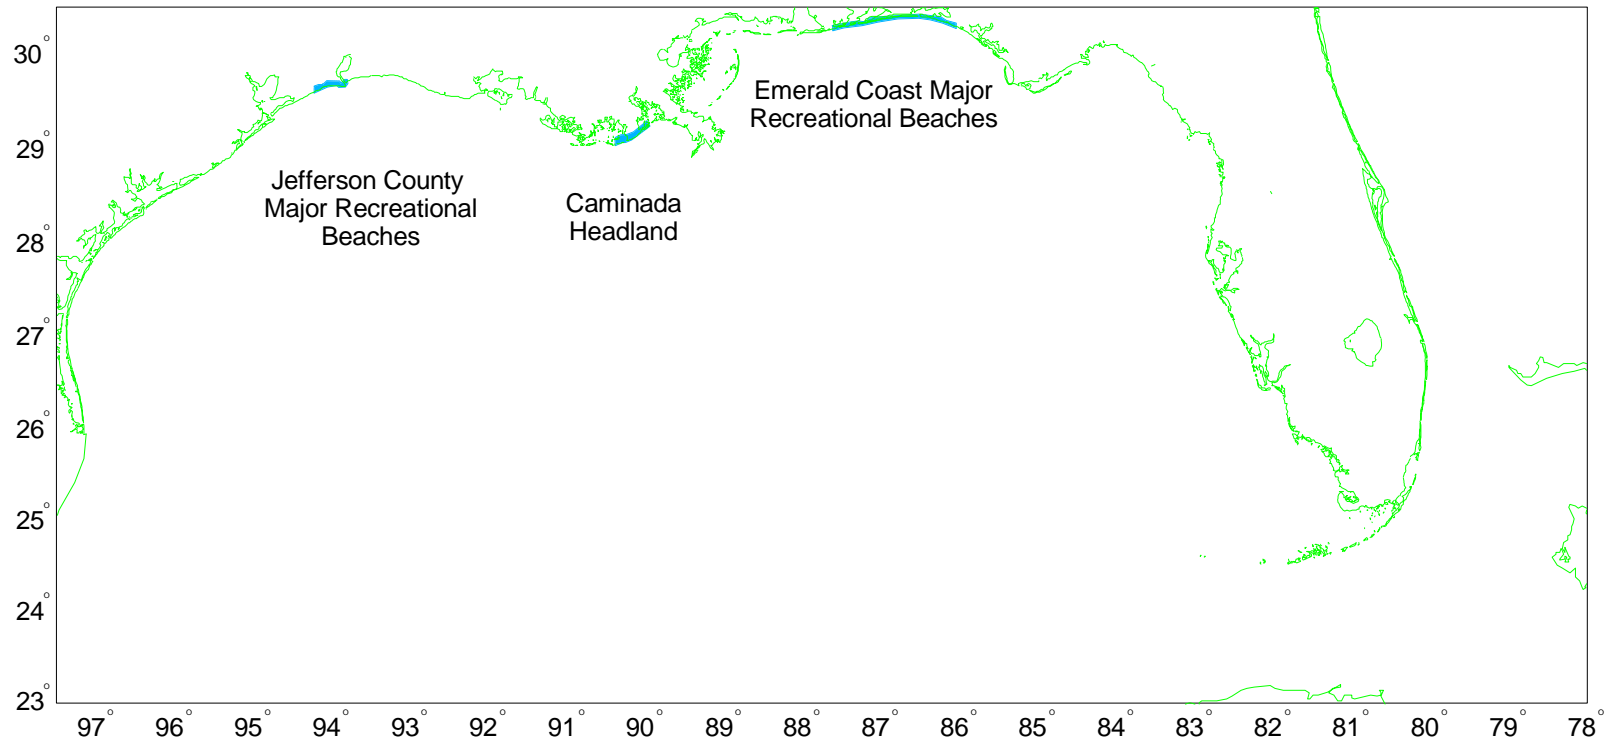 30°
Emerald Coast Major
Recreational Beaches
29°
Jefferson County
Major Recreational
Beaches
Caminada
Headland
28°
27°
26°
25°
24°
23°
97° 96° 95° 94° 93° 92° 91° 90° 89° 88° 87° 86° 85° 84° 83° 82° 81° 80° 79° 78°